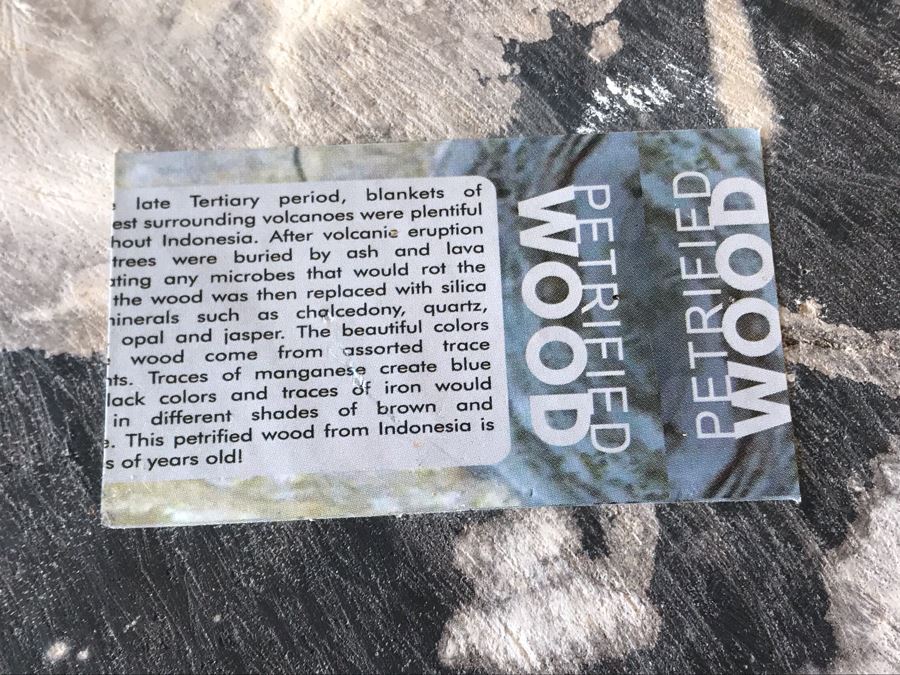 late Tertiary period, blankets of
est surrounding volcanoes were plentiful
hout Indonesia. After volcanic eruption
trees were buried by ash and lava
ating any microbes that would rot the
the wood was then replaced with silica
inerals such as chalcedony, quartz,
opal and jasper. The beautiful colors
wood come from assorted trace
nts. Traces of manganese create blue
lack colors and traces of iron would
in different shades of brown and
. This petrified wood from Indonesia is
s of years old!
PETRIFIED
WOOD
PETRIFIED
WOOD